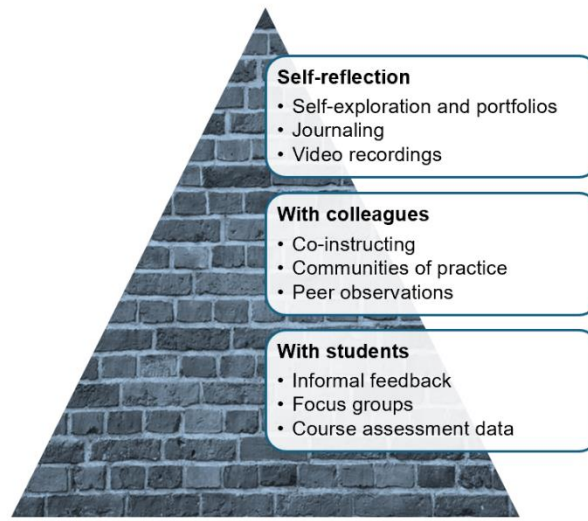 Self-reflection
• Self-exploration and portfolios
• Journaling
• Video recordings
With colleagues
• Co-instructing
• Communities of practice
• Peer observations
With students
• Informal feedback
• Focus groups
• Course assessment data